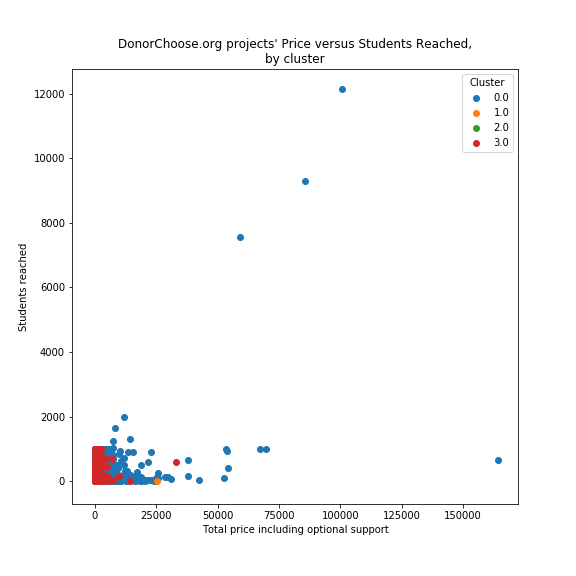 DonorChoose.org projects' Price versus Students Reached,
by cluster
Cluster
0.0
1.0
2.0
3.0
Students reached
12000
10000
8000
6000
4000
2000
0
0 25000 50000 75000 100000 125000 150000
Total price including optional support